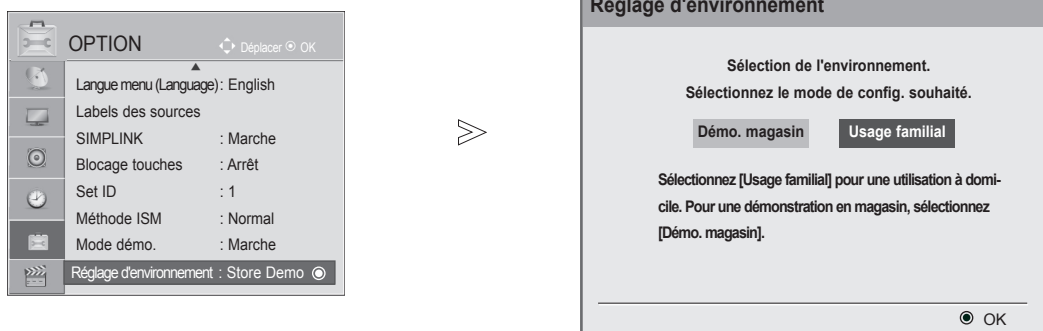 OPTION
Déplacer OK
Langue menu (Language) : English
Labels des sources
SIMPLINK : Marche
Blocage touches : Arrêt
Set ID : 1
Méthode ISM : Normal
Mode démo. : Marche
Réglage d'environnement : Store Demo
Réglage d'environnement
Sélection de l'environnement.
Sélectionnez le mode de config. souhaité.
Démo. magasin Usage familial
Sélectionnez [Usage familial] pour une utilisation à domi-
cile. Pour une démonstration en magasin, sélectionnez
[Démo. magasin].
OK